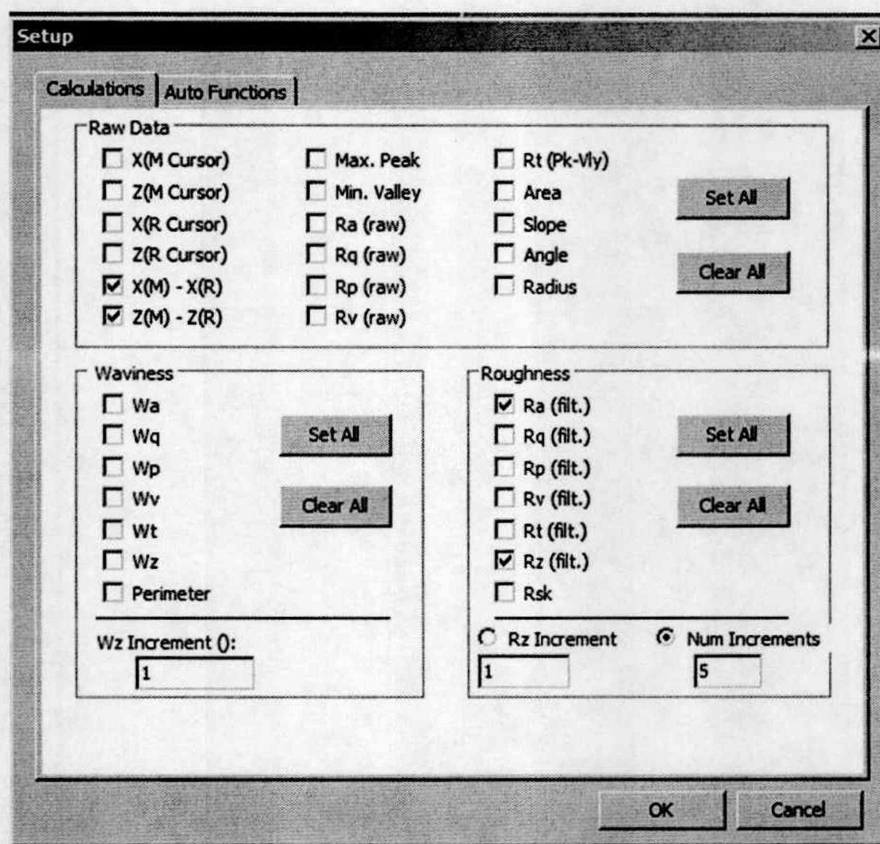 Setup
Calculations Auto Functions
Raw Data
X(M Cursor) Max. Peak Rt (Pk-Vly)
Z(M Cursor) Min. Valley Area Set All
X(R Cursor) Ra (raw) Slope
Z(R Cursor) Rq (raw) Angle Clear All
X(M) - X(R) Rp (raw) Radius
Z(M) - Z(R) Rv (raw)
Waviness
Wa
Wq Set All
Wp
Wv Clear All
Wt
Wz
Perimeter
Wz Increment ():
1
Roughness
Ra (filt.)
Rq (filt.) Set All
Rp (filt.)
Rv (filt.) Clear All
Rt (filt.)
Rz (filt.)
Rsk
Rz Increment Num Increments
1 5
OK Cancel